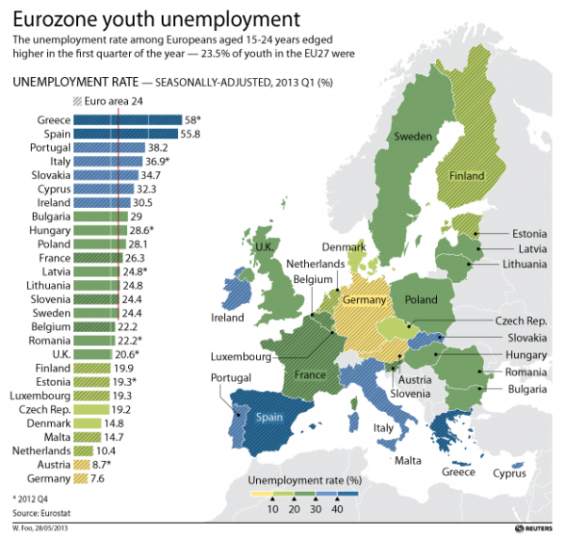 Eurozone youth unemployment
The unemployment rate among Europeans aged 15-24 years edged
higher in the first quarter of the year — 23.5% of youth in the EU27 were
UNEMPLOYMENT RATE — SEASONALLY-ADJUSTED, 2013 Q1 (%)
Euro area 24
Greece 58*
Spain 55.8
Portugal 38.2
Italy 36.9*
Slovakia 34.7
Cyprus 32.3
Ireland 30.5
Bulgaria 29
Hungary 28.6*
Poland 28.1
France 26.3
Latvia 24.8*
Lithuania 24.8
Slovenia 24.4
Sweden 24.4
Belgium 22.2
Romania 22.2*
U.K. 20.6*
Finland 19.9
Estonia 19.3*
Luxembourg 19.3
Czech Rep. 19.2
Denmark 14.8
Malta 14.7
Netherlands 10.4
Austria 8.7*
Germany 7.6
* 2012 Q4
Source: Eurostat
W. Foo, 28/05/2013
Sweden
Finland
Estonia
Latvia
Lithuania
U.K.
Denmark
Netherlands
Belgium
Germany
Poland
Ireland
Czech Rep.
Slovakia
Luxembourg
Hungary
France
Romania
Portugal
Austria
Slovenia
Bulgaria
Spain
Italy
Malta
Greece
Cyprus
Unemployment rate (%)
10 20 30 40
REUTERS